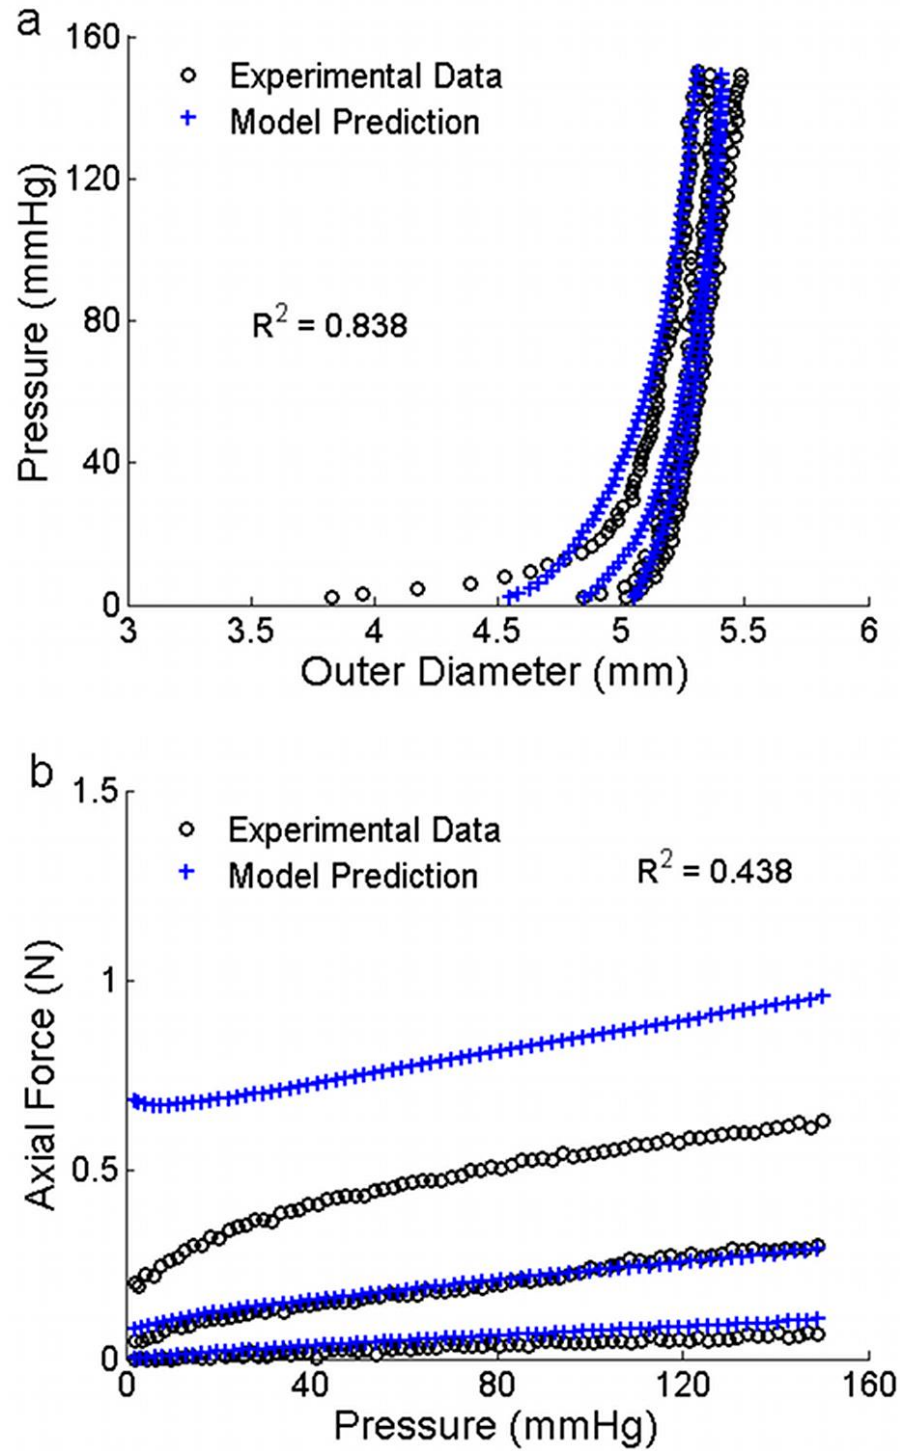 a
160
Experimental Data
Model Prediction
120
Pressure (mmHg)
80
R² = 0.838
40
0
3 3.5 4 4.5 5 5.5 6
Outer Diameter (mm)
b
1.5
Experimental Data
Model Prediction
R² = 0.438
1
Axial Force (N)
0.5
0
0 40 80 120 160
Pressure (mmHg)